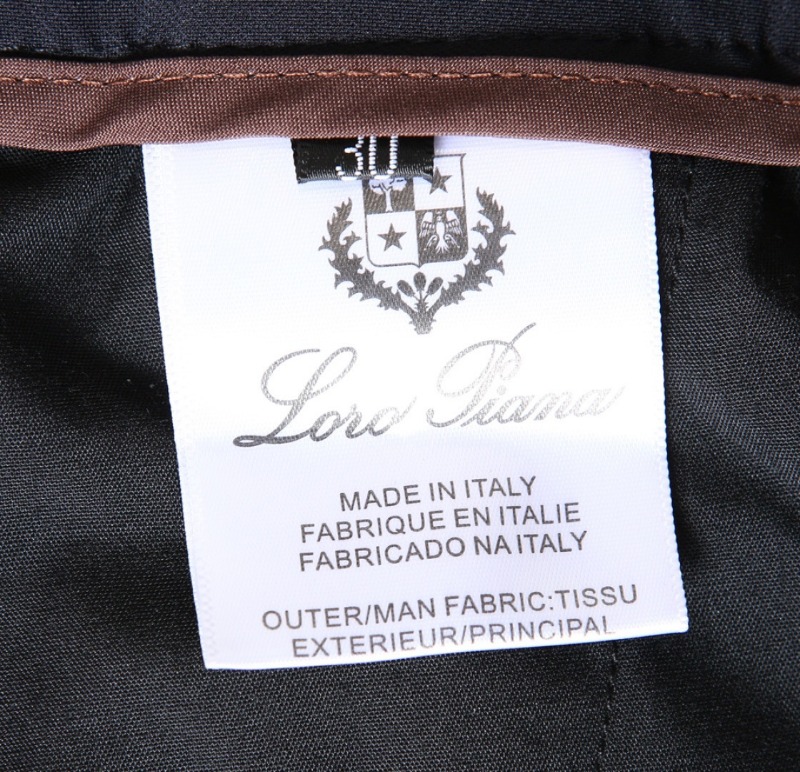 30
Loro Piana
MADE IN ITALY
FABRIQUE EN ITALIE
FABRICADO NA ITALY
OUTER/MAN FABRIC:TISSU
EXTERIEUR/PRINCIPAL